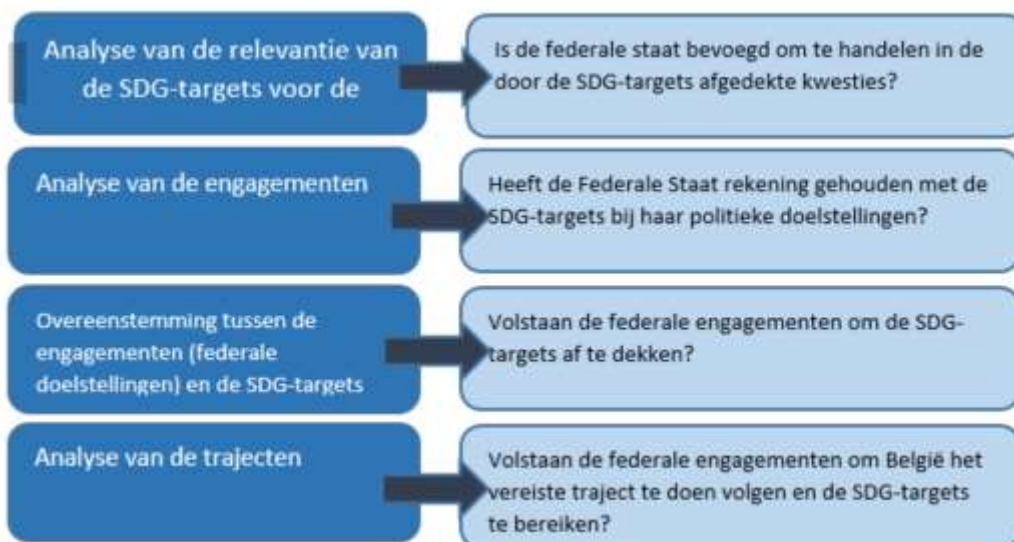 Analyse van de relevantie van
de SDG-targets voor de
Is de federale staat bevoegd om te handelen in de
door de SDG-targets afgedekte kwesties?
Analyse van de engagementen
Heeft de Federale Staat rekening gehouden met de
SDG-targets bij haar politieke doelstellingen?
Overeenstemming tussen de
engagementen (federale
doelstellingen) en de SDG-targets
Volstaan de federale engagementen om de SDG-
targets af te dekken?
Analyse van de trajecten
Volstaan de federale engagementen om België het
vereiste traject te doen volgen en de SDG-targets
te bereiken?